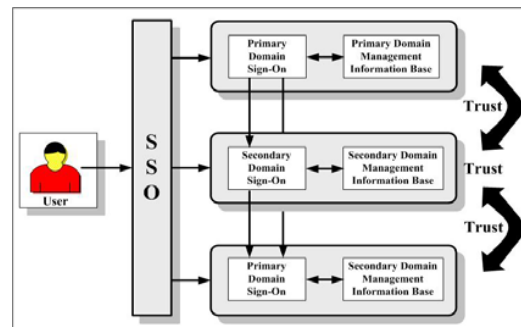 Primary
Domain
Sign-On
Primary Domain
Management
Information Base
Trust
SSO
User
Secondary
Domain
Sign-On
Secondary Domain
Management
Information Base
Trust
Trust
Primary
Domain
Sign-On
Secondary Domain
Management
Information Base